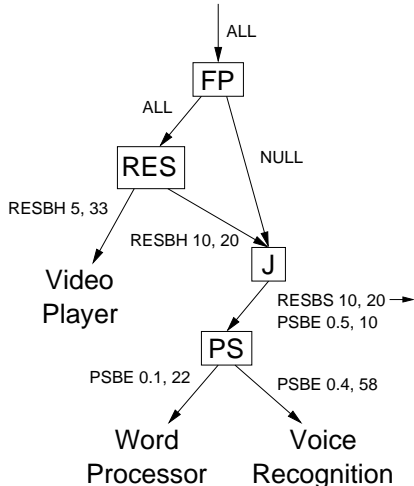 ALL
FP
ALL
NULL
RES
RESBH 5, 33
RESBH 10, 20
J
Video
Player
RESBS 10, 20
PSBE 0.5, 10
PS
PSBE 0.1, 22
PSBE 0.4, 58
Word
Processor
Voice
Recognition